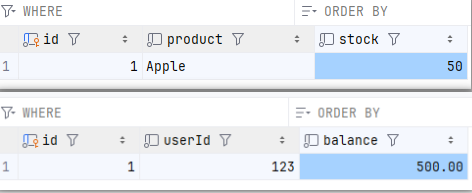 WHERE ORDER BY
id product stock
1 1 Apple 50
WHERE ORDER BY
id userId balance
1 1 123 500.00